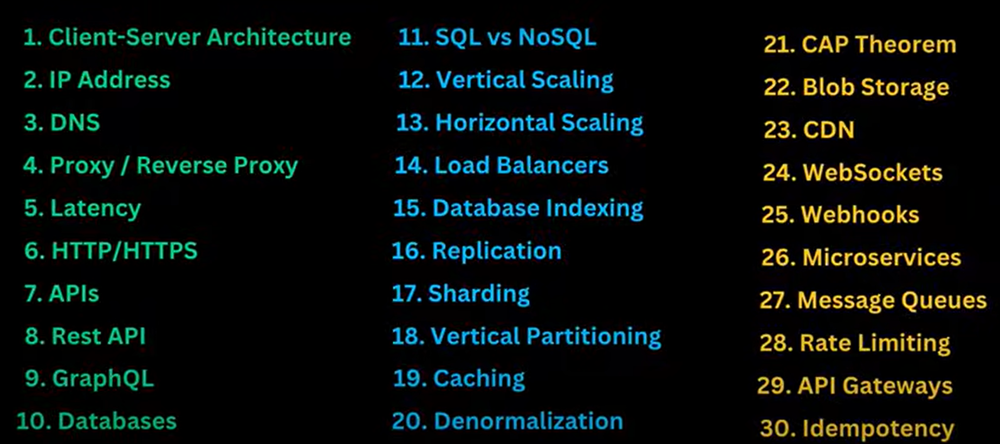 1. Client-Server Architecture
2. IP Address
3. DNS
4. Proxy / Reverse Proxy
5. Latency
6. HTTP/HTTPS
7. APIs
8. Rest API
9. GraphQL
10. Databases
11. SQL vs NoSQL
12. Vertical Scaling
13. Horizontal Scaling
14. Load Balancers
15. Database Indexing
16. Replication
17. Sharding
18. Vertical Partitioning
19. Caching
20. Denormalization
21. CAP Theorem
22. Blob Storage
23. CDN
24. WebSockets
25. Webhooks
26. Microservices
27. Message Queues
28. Rate Limiting
29. API Gateways
30. Idempotency